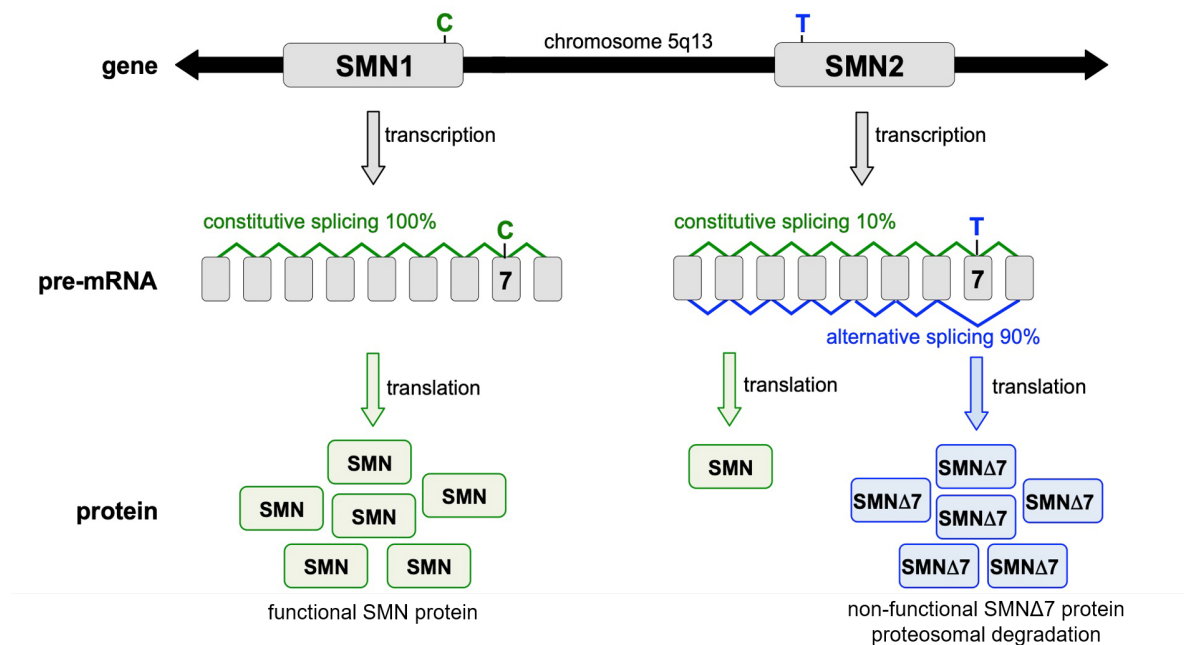 C
T
chromosome 5q13
gene
SMN1
SMN2
transcription
transcription
constitutive splicing 100%
constitutive splicing 10%
C
T
pre-mRNA
7
7
alternative splicing 90%
translation
translation
translation
protein
SMN
SMN
SMN
SMN
SMN
SMN
functional SMN protein
SMN
SMNΔ7
SMNΔ7
SMNΔ7
SMNΔ7
SMNΔ7
SMNΔ7
non-functional SMNΔ7 protein
proteosomal degradation